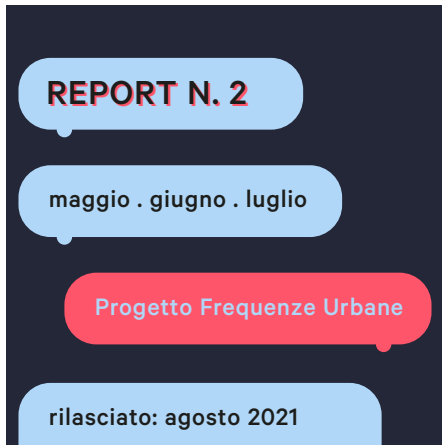 REPORT N. 2
maggio . giugno . luglio
Progetto Frequenze Urbane
rilasciato: agosto 2021